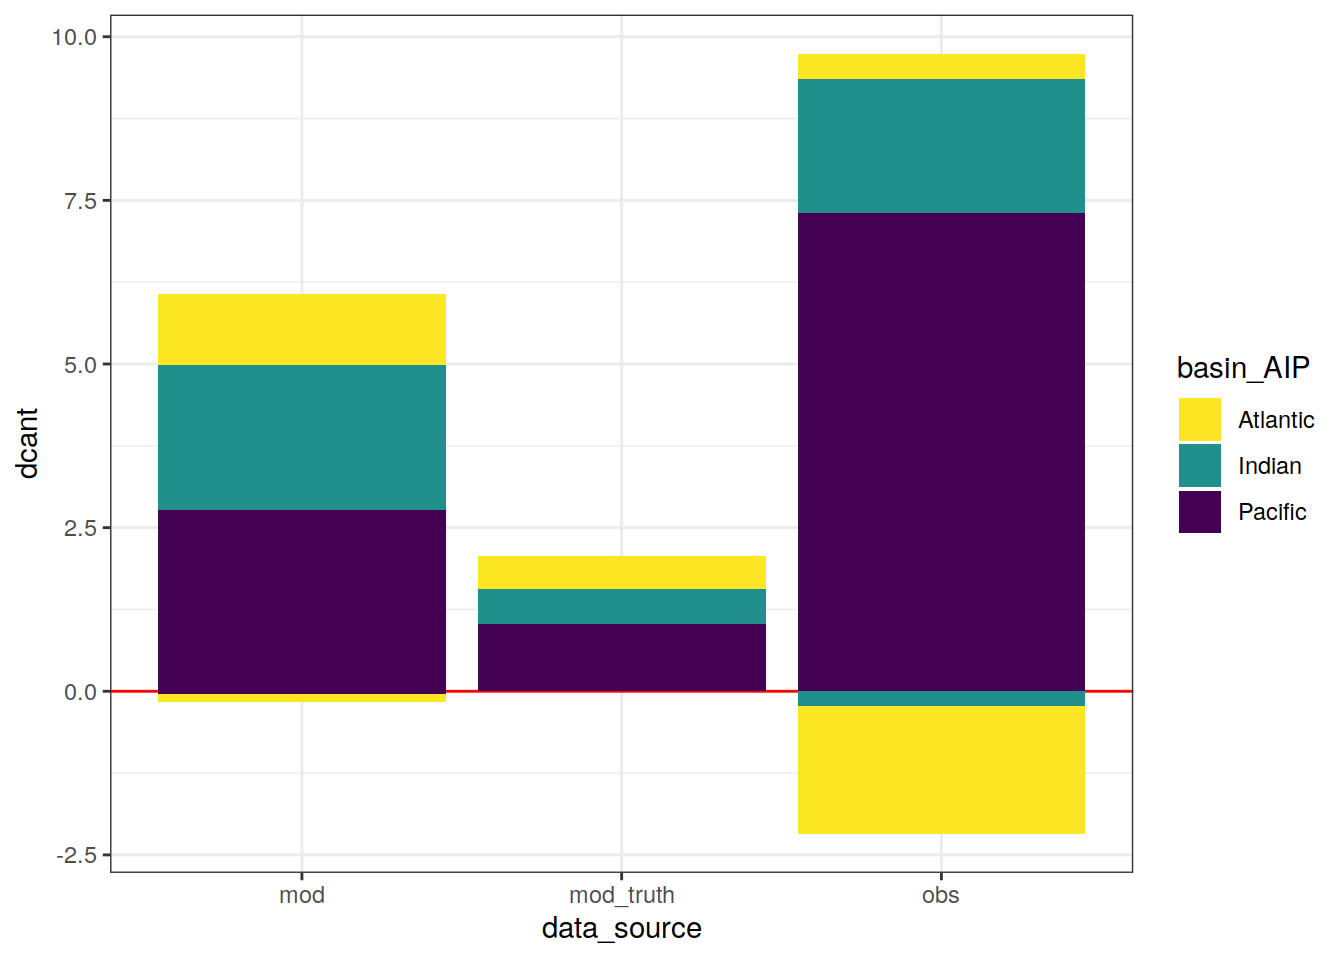 10.0
7.5
5.0
2.5
0.0
-2.5
dcant
mod
mod_truth
obs
data_source
basin_AIP
Atlantic
Indian
Pacific